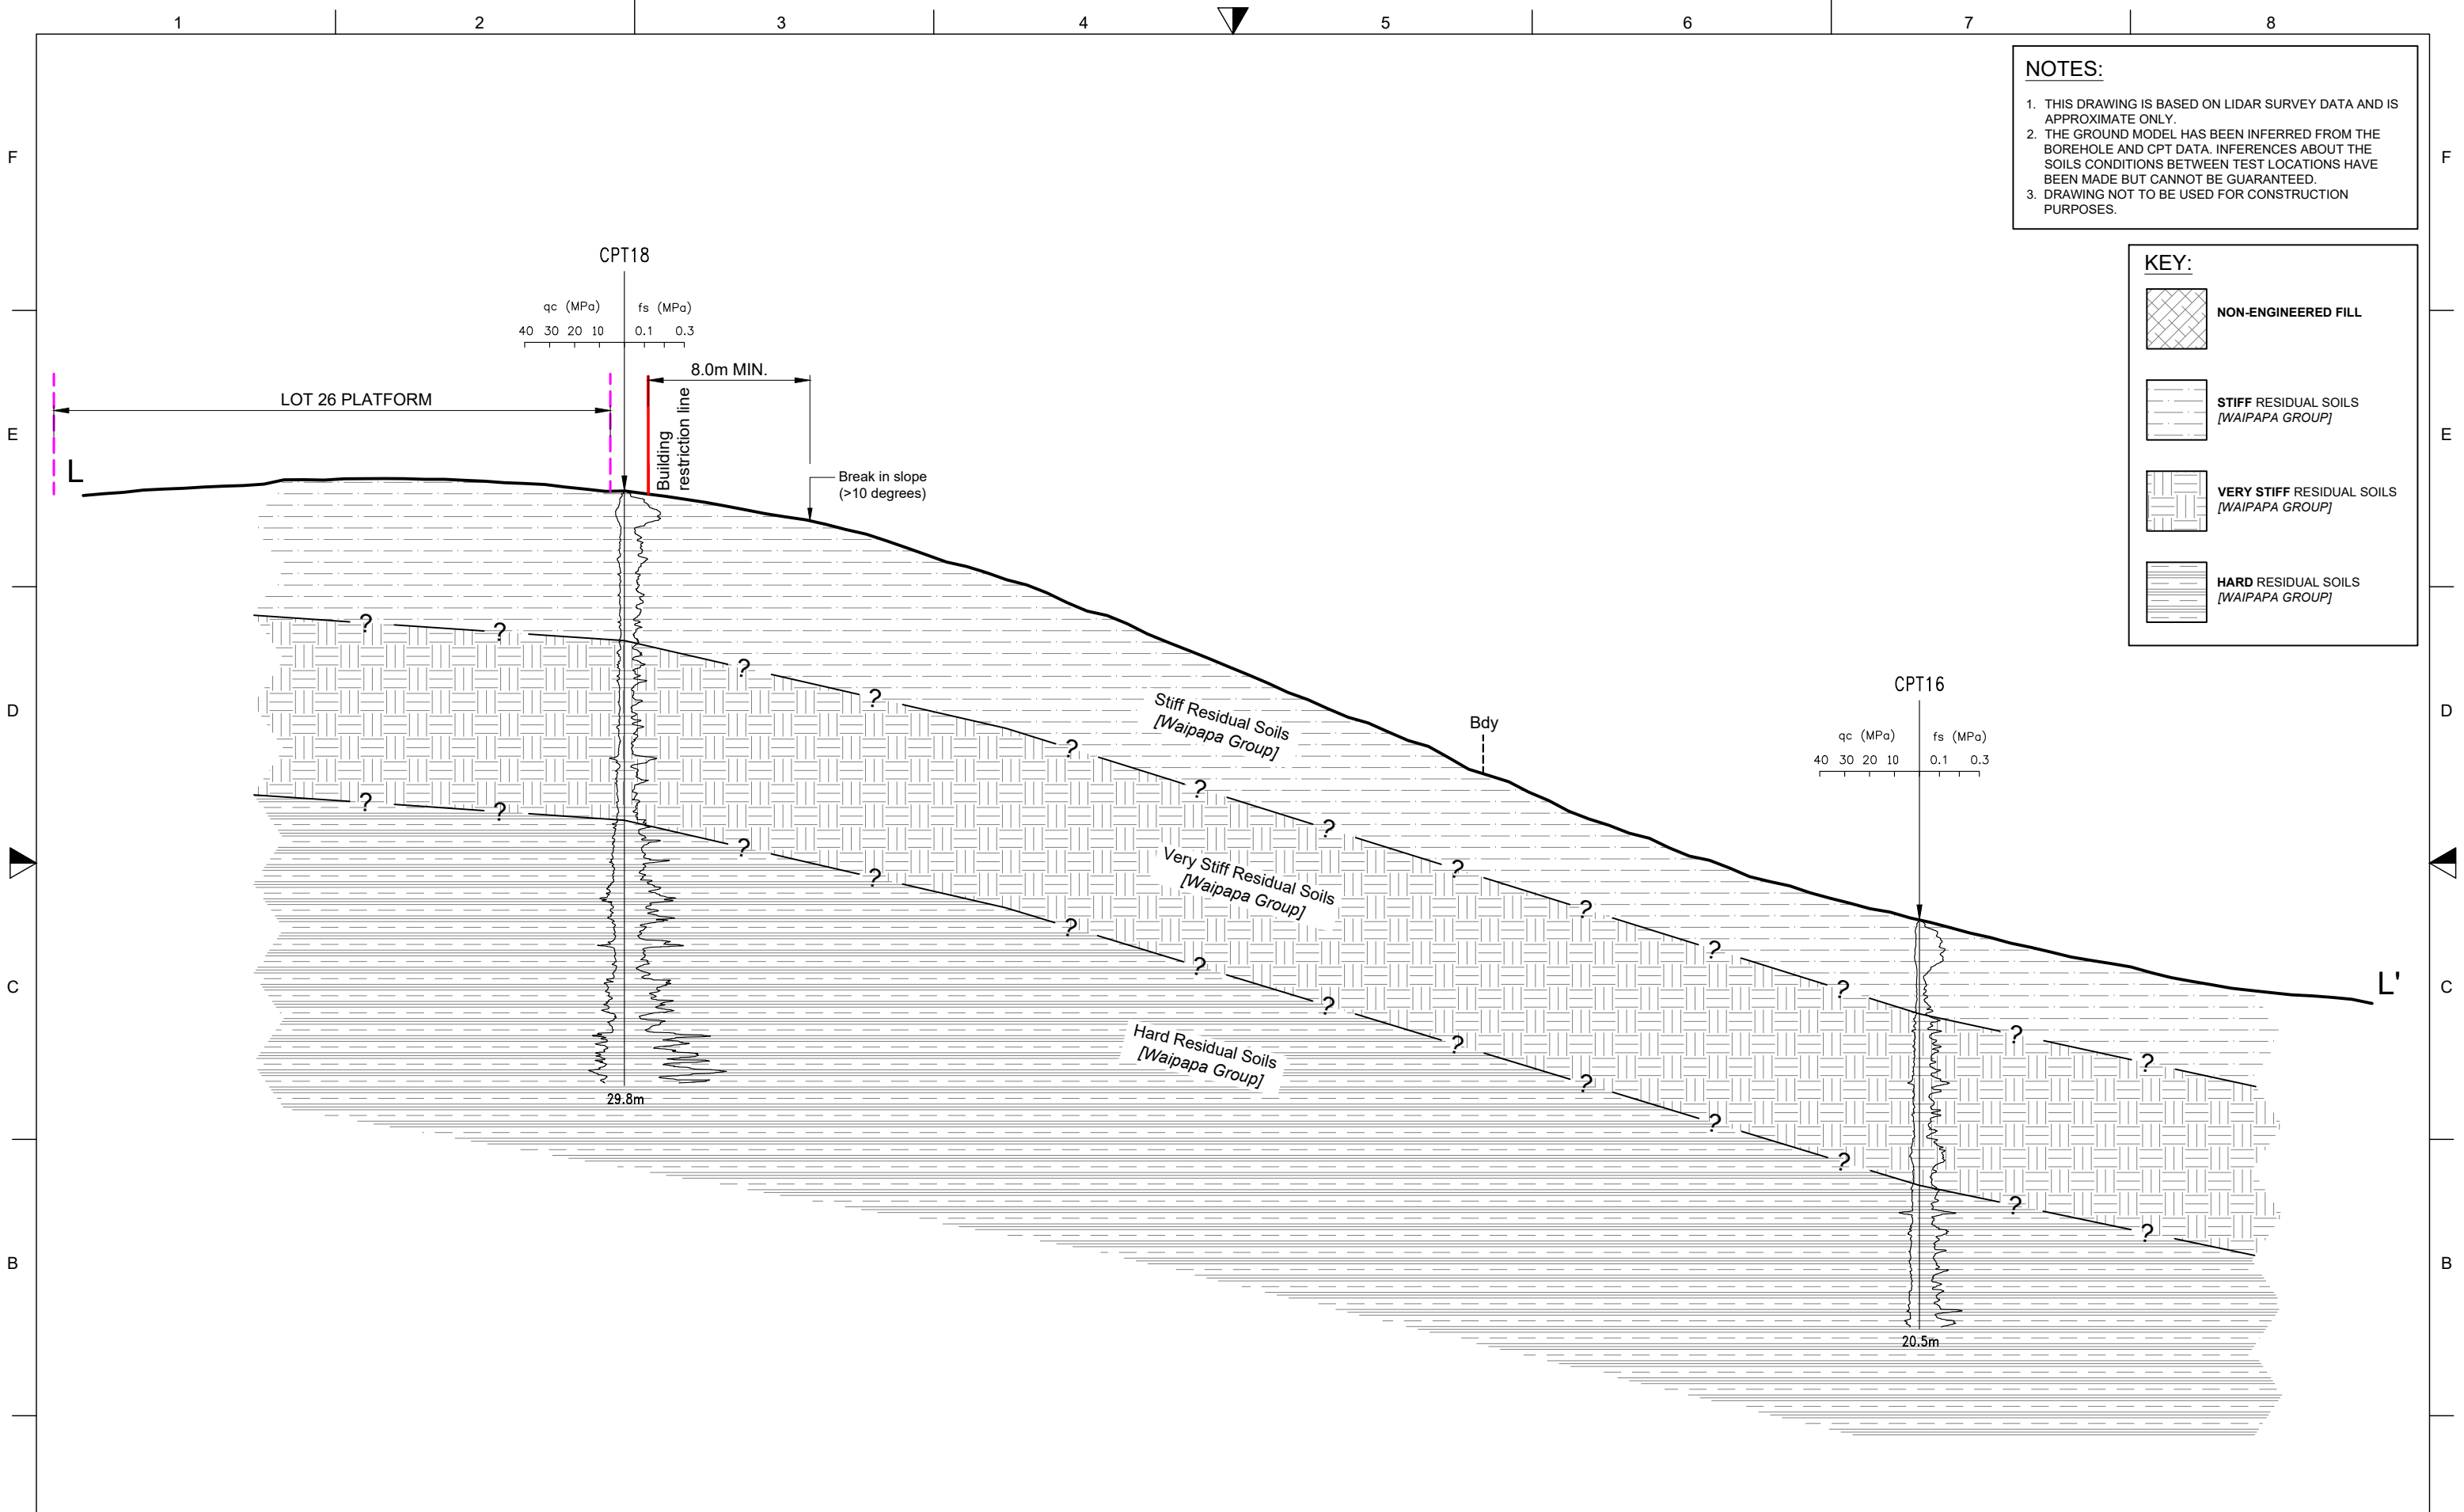 1 2 3 4 5 6 7 8
NOTES:
1. THIS DRAWING IS BASED ON LIDAR SURVEY DATA AND IS
APPROXIMATE ONLY.
2. THE GROUND MODEL HAS BEEN INFERRED FROM THE
BOREHOLE AND CPT DATA. INFERENCES ABOUT THE
SOILS CONDITIONS BETWEEN TEST LOCATIONS HAVE
BEEN MADE BUT CANNOT BE GUARANTEED.
3. DRAWING NOT TO BE USED FOR CONSTRUCTION
PURPOSES.
F F
KEY:
NON-ENGINEERED FILL
STIFF RESIDUAL SOILS
[WAIPAPA GROUP]
VERY STIFF RESIDUAL SOILS
[WAIPAPA GROUP]
HARD RESIDUAL SOILS
[WAIPAPA GROUP]
CPT18
qc (MPa) fs (MPa)
40 30 20 10 0.1 0.3
8.0m MIN.
LOT 26 PLATFORM
Building
restriction line
E E
L
Break in slope
(>10 degrees)
? ? ? ? ? ? ? ? ? ? ? ? ? ?
Stiff Residual Soils
[Waipapa Group]
D D
CPT16
Bdy
qc (MPa) fs (MPa)
40 30 20 10 0.1 0.3
? ? ? ? ? ? ? ? ? ? ? ? ? ?
Very Stiff Residual Soils
[Waipapa Group]
C C
L'
Hard Residual Soils
[Waipapa Group]
29.8m
B B
20.5m